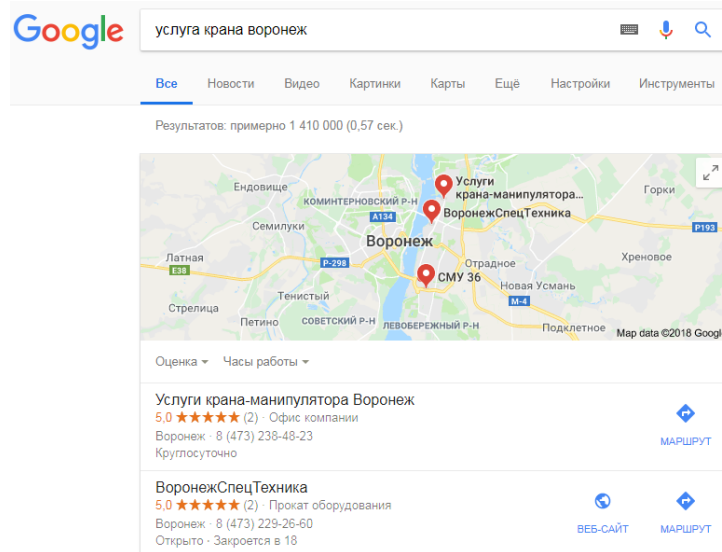 Google
услуга крана воронеж
Все Новости Видео Картинки Карты Ещё Настройки Инструменты
Результатов: примерно 1 410 000 (0,57 сек.)
Ендовище
Услуги
крана-манипулятора...
Горки
КОМИНТЕРНОВСКИЙ Р-Н
A134
ВоронежСпецТехника
Семилуки
P193
Воронеж
Латная
P-298
Отрадное
Хреновое
E38
СМУ 36
Новая Усмань
Тенистый
M-4
Стрелица
Петино
СОВЕТСКИЙ Р-Н
ЛЕВОБЕРЕЖНЫЙ Р-Н
Подклетное
Map data ©2018 Google
Оценка Часы работы
Услуги крана-манипулятора Воронеж
5,0 ★★★★★ (2) · Офис компании
Воронеж · 8 (473) 238-48-23
Круглосуточно
МАРШРУТ
ВоронежСпецТехника
5,0 ★★★★★ (2) · Прокат оборудования
Воронеж · 8 (473) 229-26-60
Открыто · Закроется в 18
ВЕБ-САЙТ МАРШРУТ